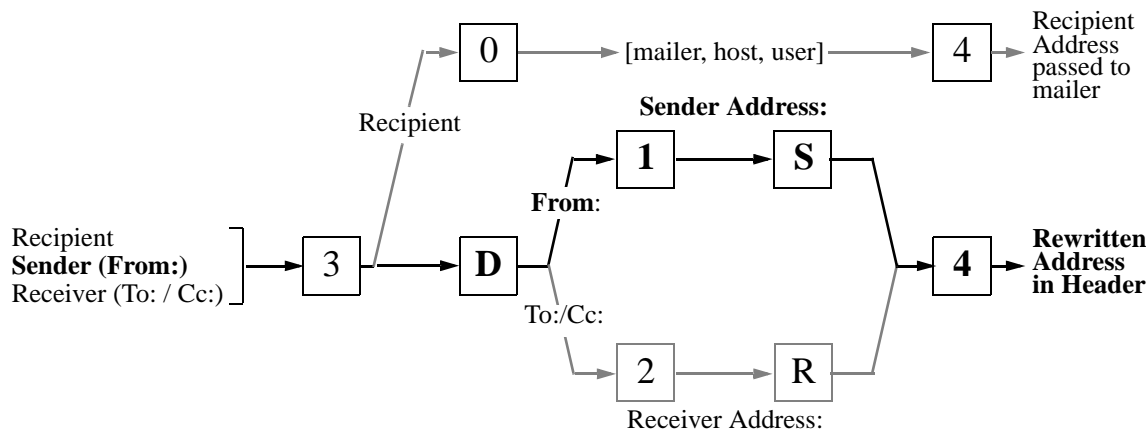 Recipient
Address
passed to
mailer
0
[mailer, host, user]
4
Recipient
Sender Address:
1
S
From:
Recipient
Sender (From:)
Receiver (To: / Cc:)
3
D
4
Rewritten
Address
in Header
To:/Cc:
2
R
Receiver Address: